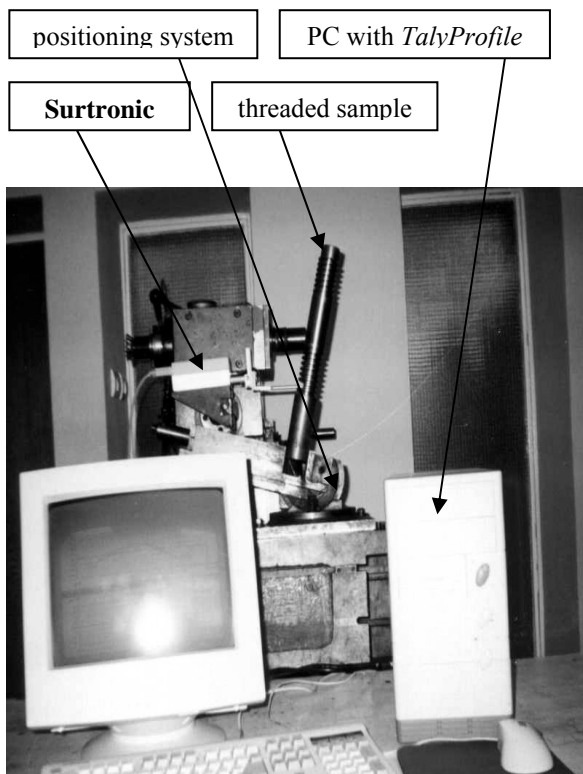 positioning system
PC with TalyProfile
Surtronic
threaded sample